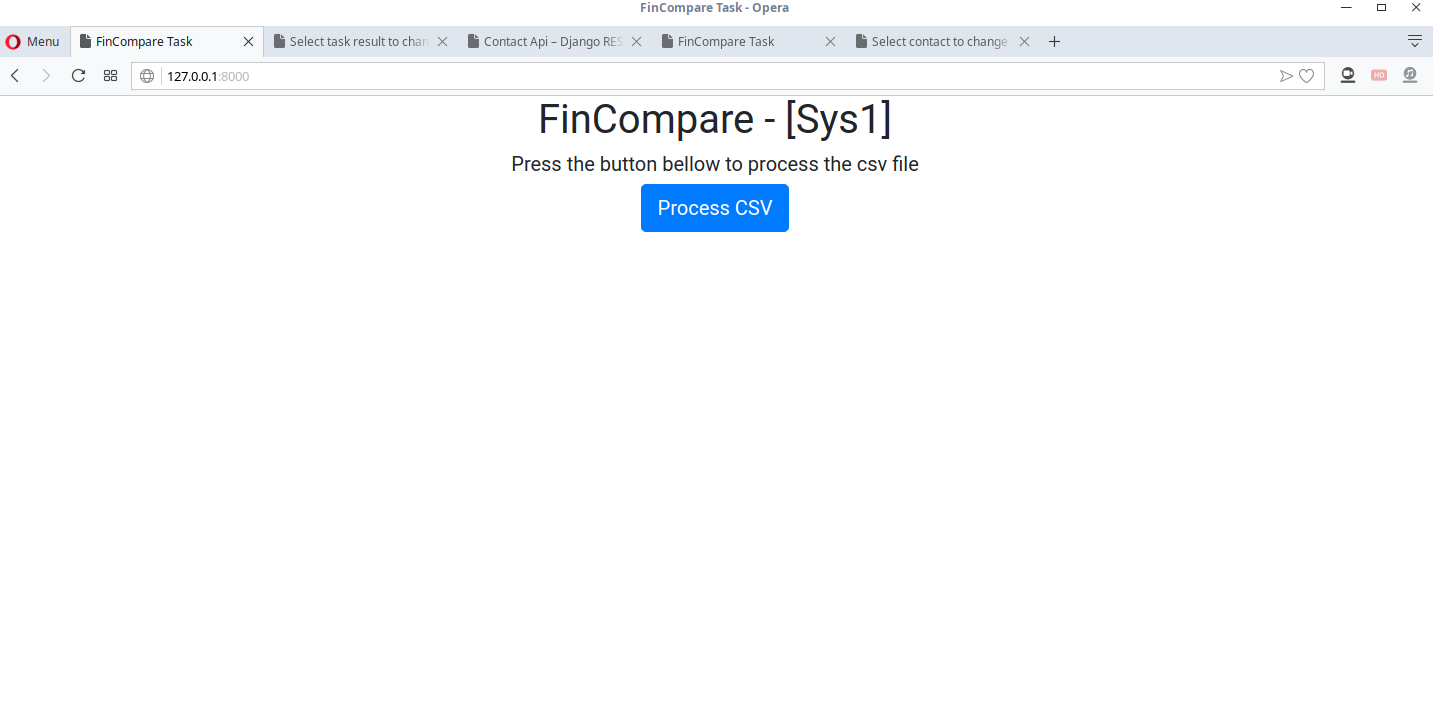 FinCompare Task - Opera
Menu FinCompare Task Select task result to chan Contact Api – Django RES FinCompare Task Select contact to change
127.0.0.1:8000 HD
FinCompare - [Sys1]
Press the button bellow to process the csv file
Process CSV